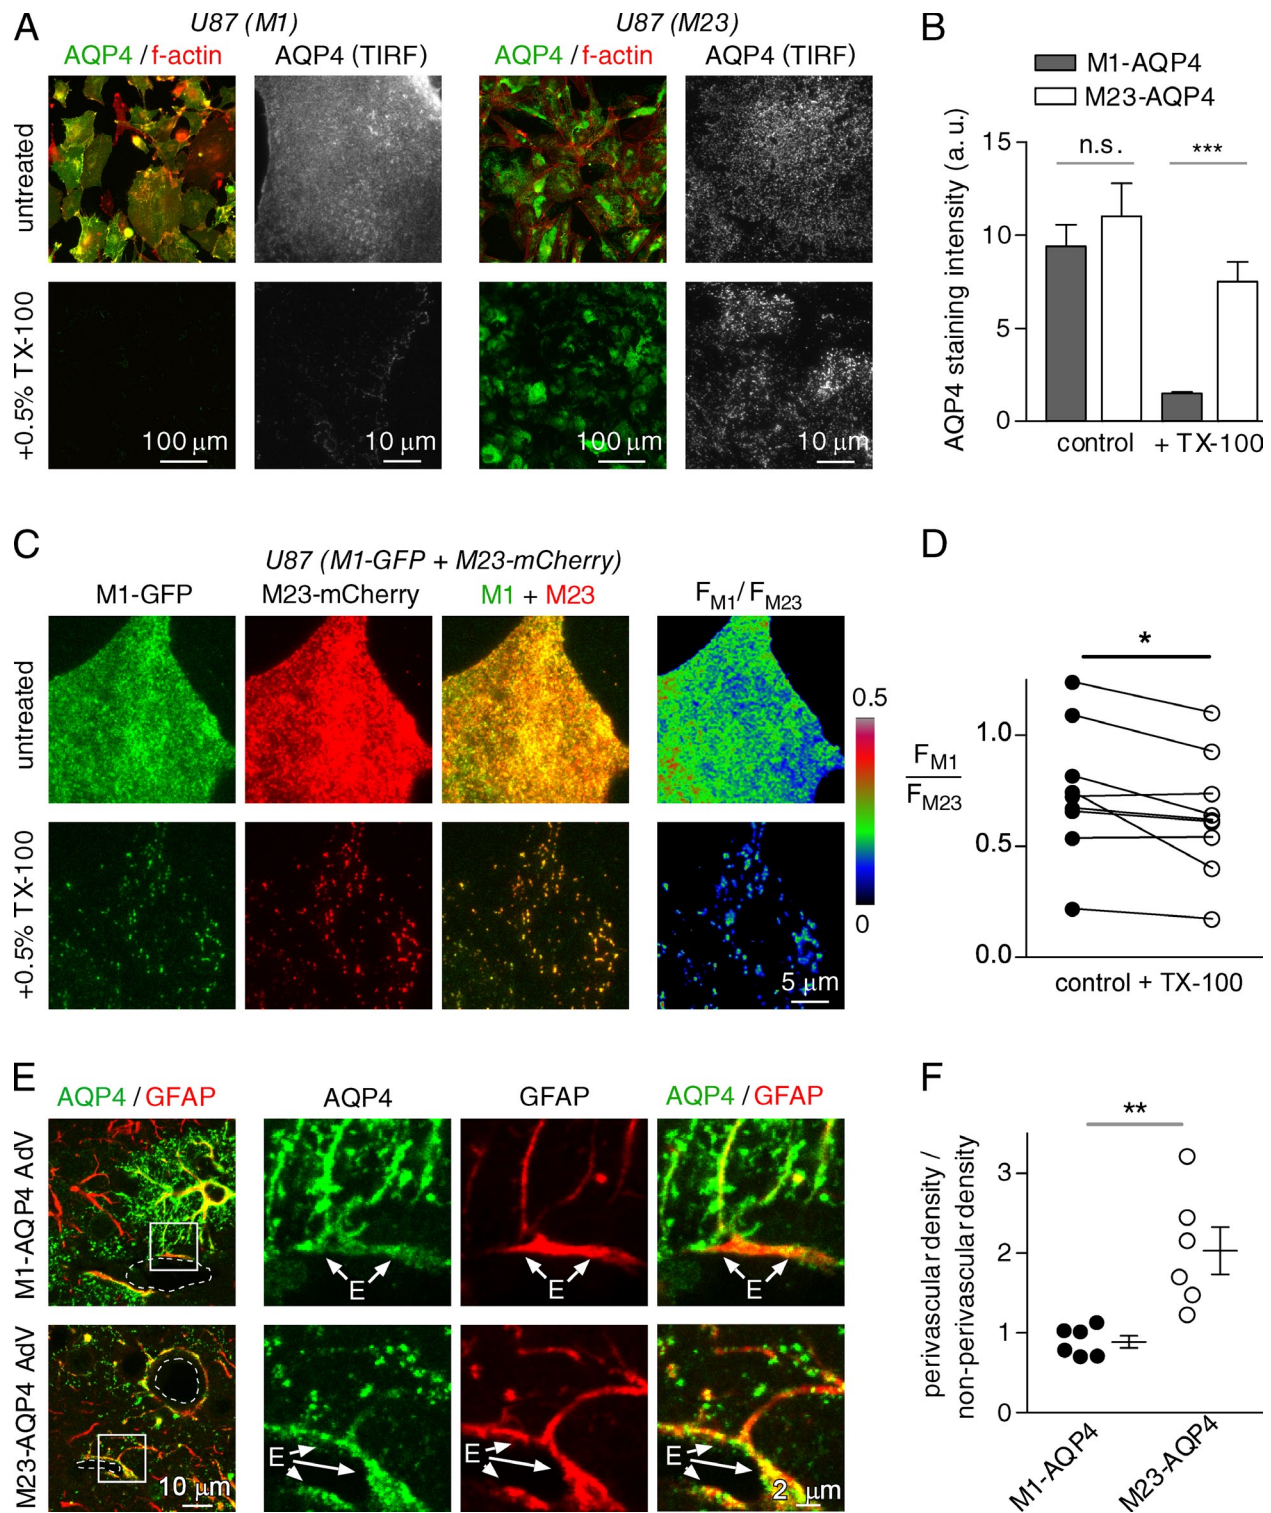 A
U87 (M1)
U87 (M23)
AQP4 / f-actin
AQP4 (TIRF)
AQP4 / f-actin
AQP4 (TIRF)
untreated
+0.5% TX-100
100 µm
10 µm
100 µm
10 µm
B
M1-AQP4
M23-AQP4
AQP4 staining intensity (a. u.)
15
10
5
0
n.s.
***
control
+ TX-100
C
U87 (M1-GFP + M23-mCherry)
M1-GFP
M23-mCherry
M1 + M23
FM1/ FM23
untreated
+0.5% TX-100
0.5
0
5 µm
D
*
FM1
FM23
1.0
0.5
0.0
control + TX-100
E
AQP4 / GFAP
AQP4
GFAP
AQP4 / GFAP
M1-AQP4 AdV
E
E
E
M23-AQP4 AdV
E
E
E
10 µm
2 µm
F
**
perivascular density /
non-perivascular density
3
2
1
0
M1-AQP4
M23-AQP4